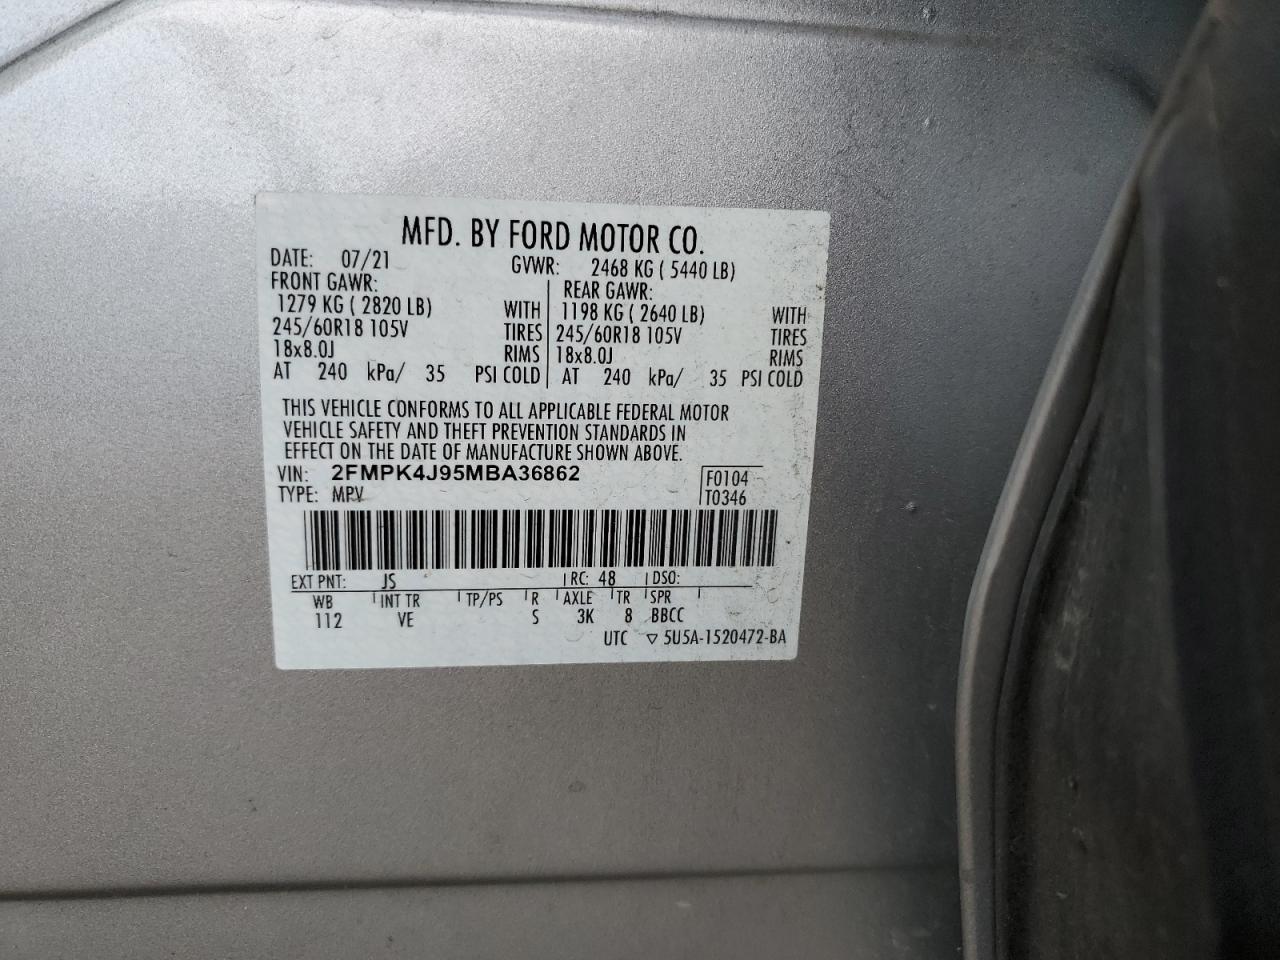 MFD. BY FORD MOTOR CO.
DATE: 07/21 GVWR: 2468 KG ( 5440 LB)
FRONT GAWR: REAR GAWR:
1279 KG ( 2820 LB) WITH 1198 KG ( 2640 LB) WITH
245/60R18 105V TIRES 245/60R18 105V TIRES
18x8.0J RIMS 18x8.0J RIMS
AT 240 kPa/ 35 PSI COLD AT 240 kPa/ 35 PSI COLD
THIS VEHICLE CONFORMS TO ALL APPLICABLE FEDERAL MOTOR
VEHICLE SAFETY AND THEFT PREVENTION STANDARDS IN
EFFECT ON THE DATE OF MANUFACTURE SHOWN ABOVE.
VIN: 2FMPK4J95MBA36862 F0104
TYPE: MPV T0346
EXT PNT: JS RC: 48 DSO:
WB INT TR TP/PS R AXLE TR SPR
112 VE S 3K 8 BBCC
UTC ▽ 5U5A-1520472-BA